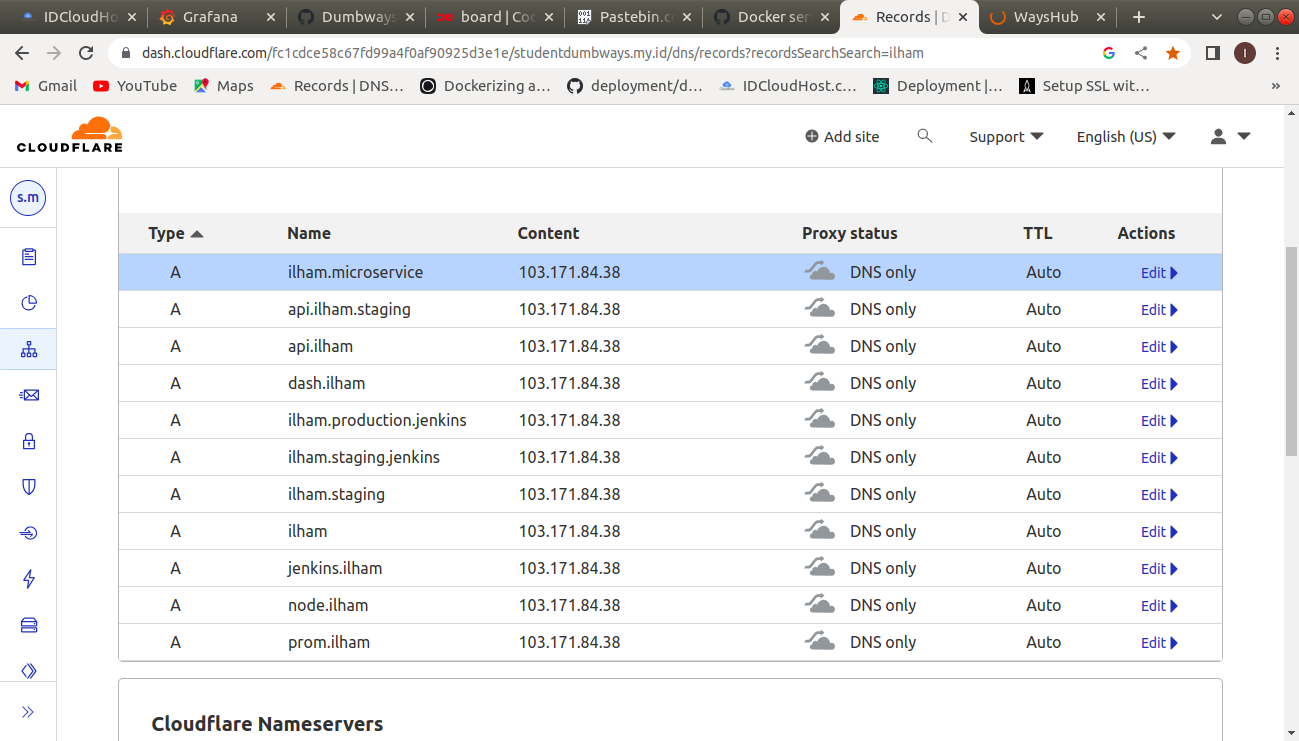 IDCloudHo Grafana Dumbways board | Coo Pastebin.co Docker ser Records | D WaysHub
dash.cloudflare.com/fc1cdce58c67fd99a4f0af90925d3e1e/studentdumbways.my.id/dns/records?recordsSearchSearch=ilham I
Gmail YouTube Maps Records | DNS... Dockerizing a... deployment/d... IDCloudHost.c... Deployment |... Setup SSL wit... »
CLOUDFLARE Add site Support English (US)
s.m
Type Name Content Proxy status TTL Actions
A ilham.microservice 103.171.84.38 DNS only Auto Edit
A api.ilham.staging 103.171.84.38 DNS only Auto Edit
A api.ilham 103.171.84.38 DNS only Auto Edit
A dash.ilham 103.171.84.38 DNS only Auto Edit
A ilham.production.jenkins 103.171.84.38 DNS only Auto Edit
A ilham.staging.jenkins 103.171.84.38 DNS only Auto Edit
A ilham.staging 103.171.84.38 DNS only Auto Edit
A ilham 103.171.84.38 DNS only Auto Edit
A jenkins.ilham 103.171.84.38 DNS only Auto Edit
A node.ilham 103.171.84.38 DNS only Auto Edit
A prom.ilham 103.171.84.38 DNS only Auto Edit
Cloudflare Nameservers